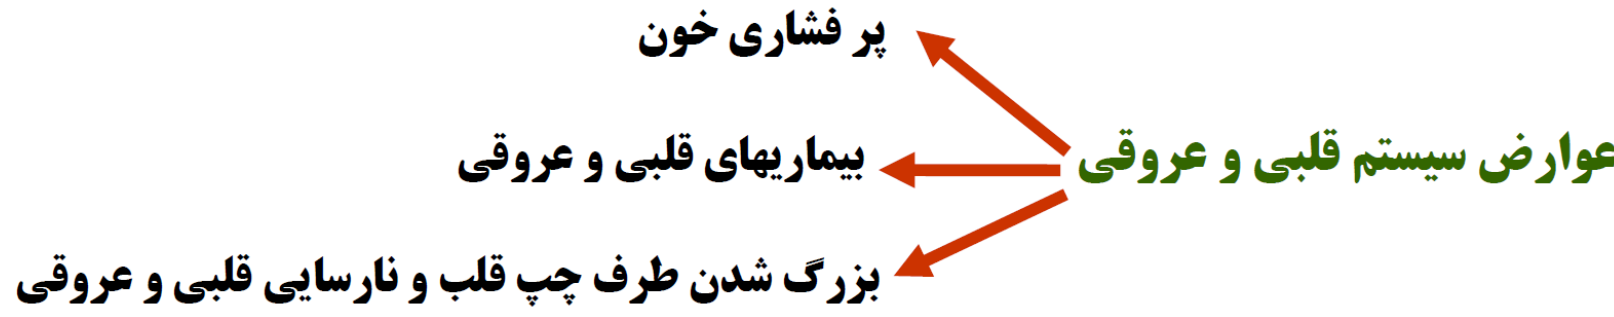 عوارض سیستم قلبی و عروقی
پر فشاری خون
بیماریهای قلبی و عروقی
بزرگ شدن طرف چپ قلب و نارسایی قلبی و عروقی